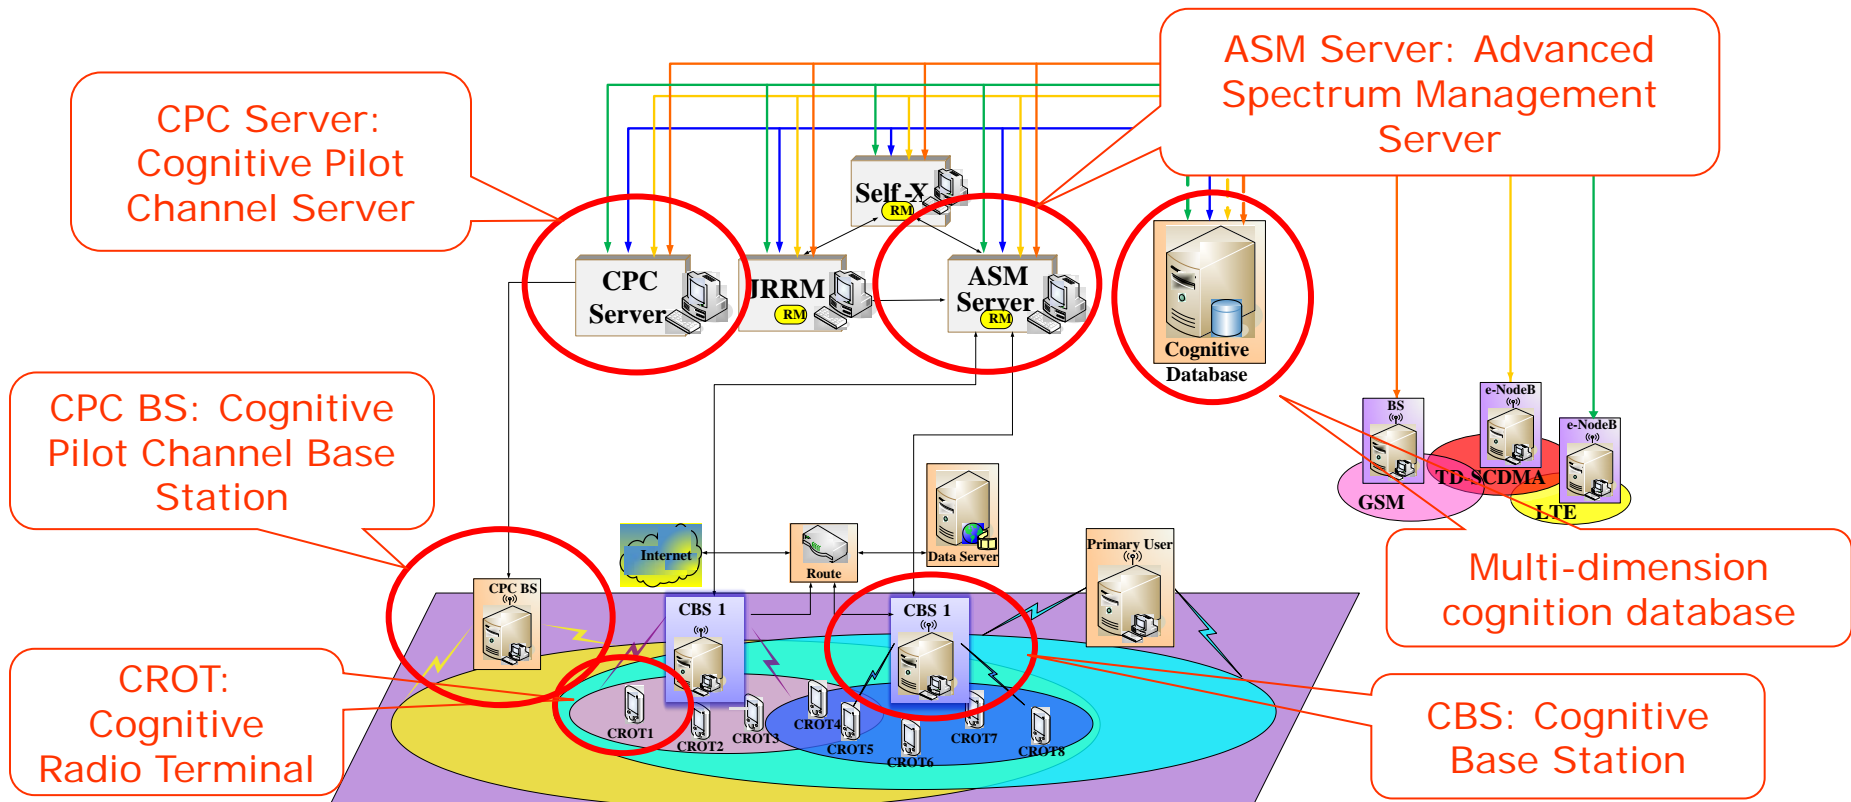 ASM Server: Advanced
Spectrum Management
Server
CPC Server:
Cognitive Pilot
Channel Server
Self -X
RM
CPC
Server
JRRM
RM
ASM
Server
RM
Cognitive
Database
CPC BS: Cognitive
Pilot Channel Base
Station
BS
GSM
e-NodeB
TD-SCDMA
e-NodeB
LTE
Internet
Route
Data Server
Primary User
Multi-dimension
cognition database
CPC BS
CBS 1
CBS 1
CROT:
Cognitive
Radio Terminal
CROT1
CROT2
CROT3
CROT4
CROT5
CROT6
CROT7
CROT8
CBS: Cognitive
Base Station